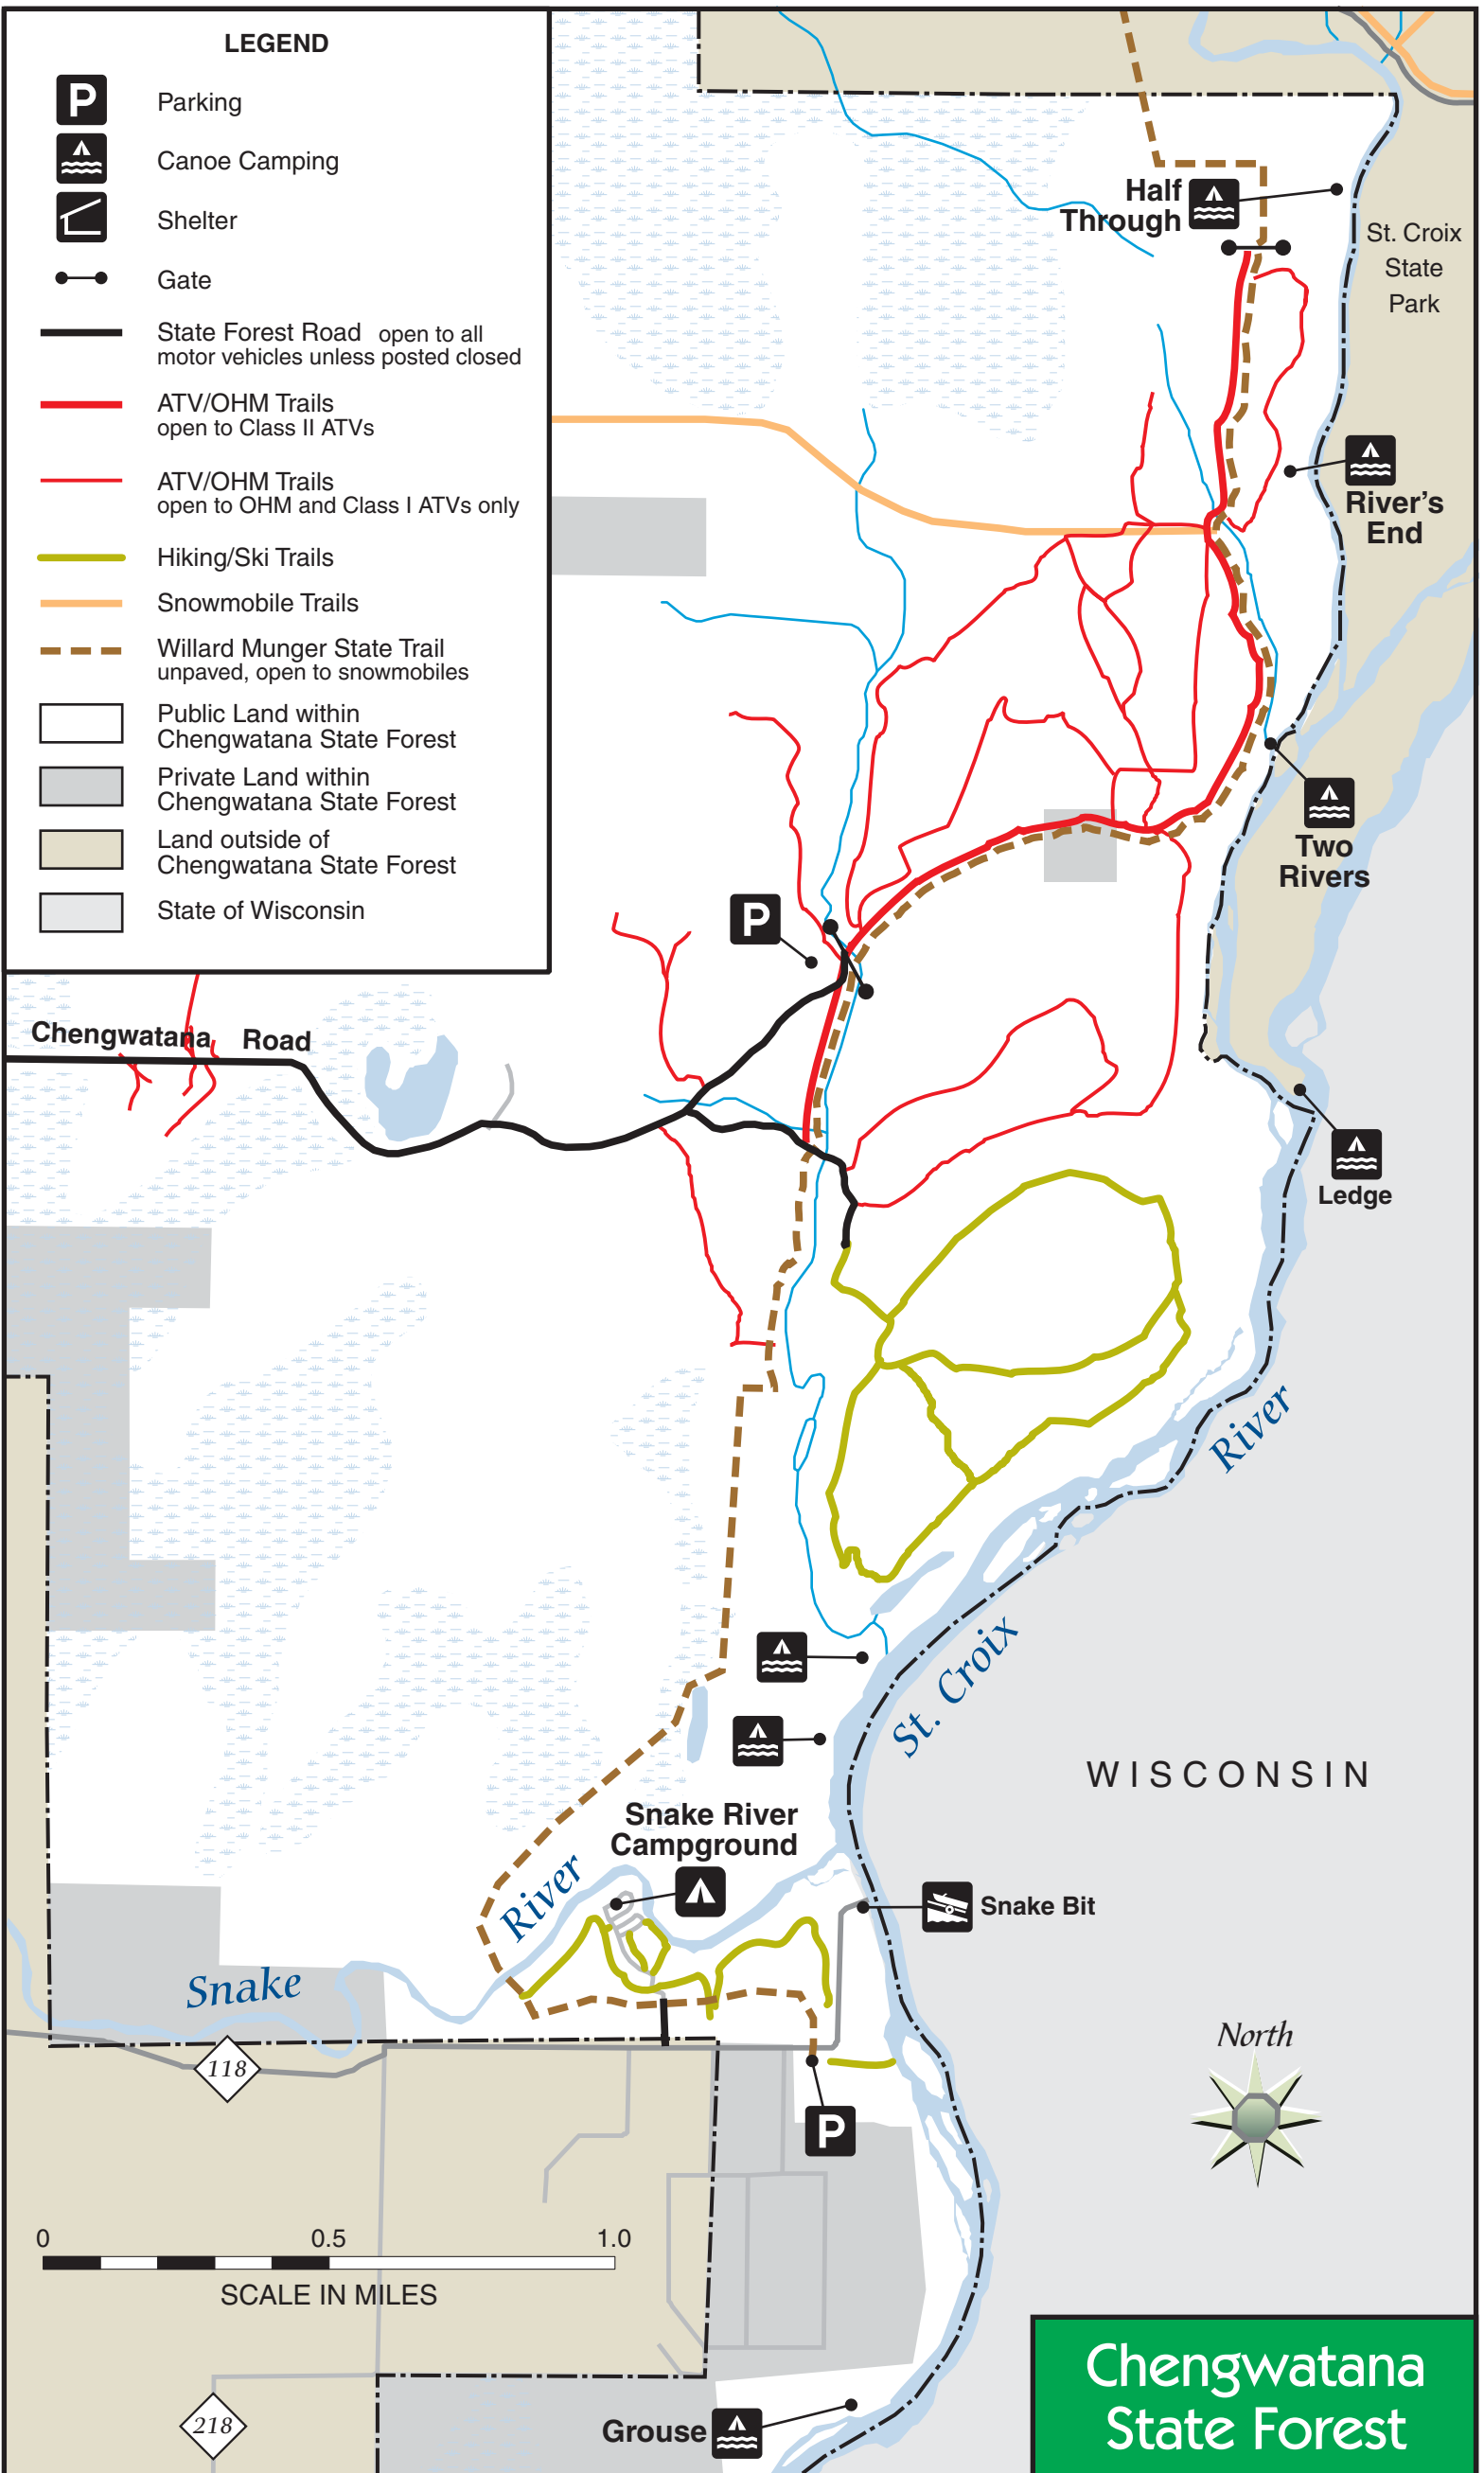 LEGEND
P
Parking
Canoe Camping
Shelter
Gate
State Forest Road open to all
motor vehicles unless posted closed
ATV/OHM Trails
open to Class II ATVs
ATV/OHM Trails
open to OHM and Class I ATVs only
Hiking/Ski Trails
Snowmobile Trails
Willard Munger State Trail
unpaved, open to snowmobiles
Public Land within
Chengwatana State Forest
Private Land within
Chengwatana State Forest
Land outside of
Chengwatana State Forest
State of Wisconsin
Half
Through
St. Croix
State
Park
River's
End
Two
Rivers
P
Chengwatana Road
Ledge
River
St. Croix
WISCONSIN
Snake River
Campground
River
Snake Bit
Snake
North
118
P
0 0.5 1.0
SCALE IN MILES
218
Grouse
Chengwatana
State Forest